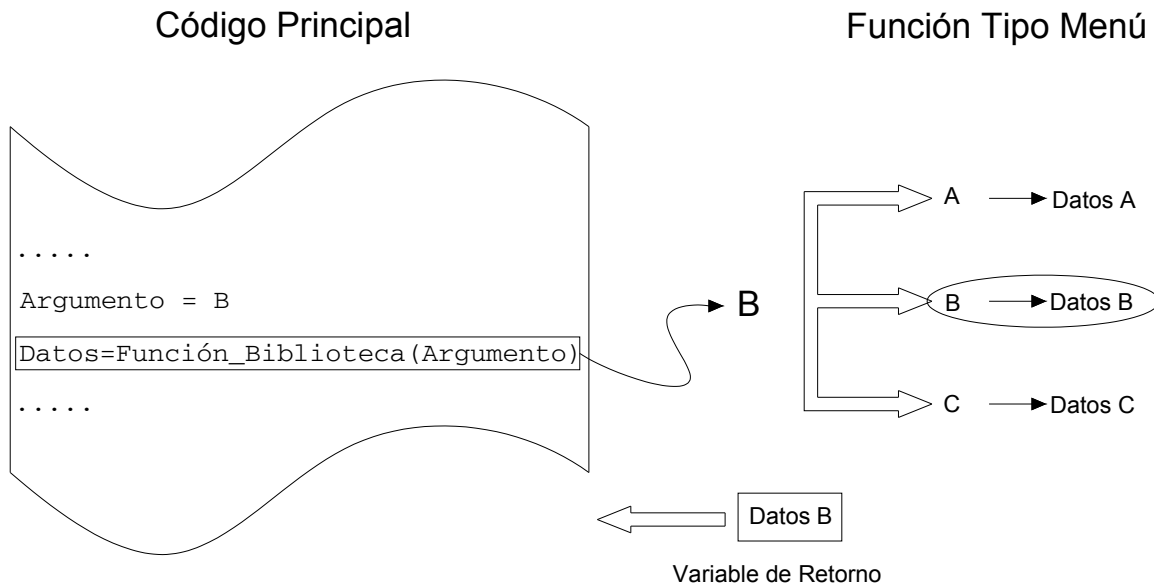 Código Principal
Función Tipo Menú
.....
Argumento = B
Datos=Función_Biblioteca(Argumento)
.....
B
A
Datos A
B
Datos B
C
Datos C
Datos B
Variable de Retorno